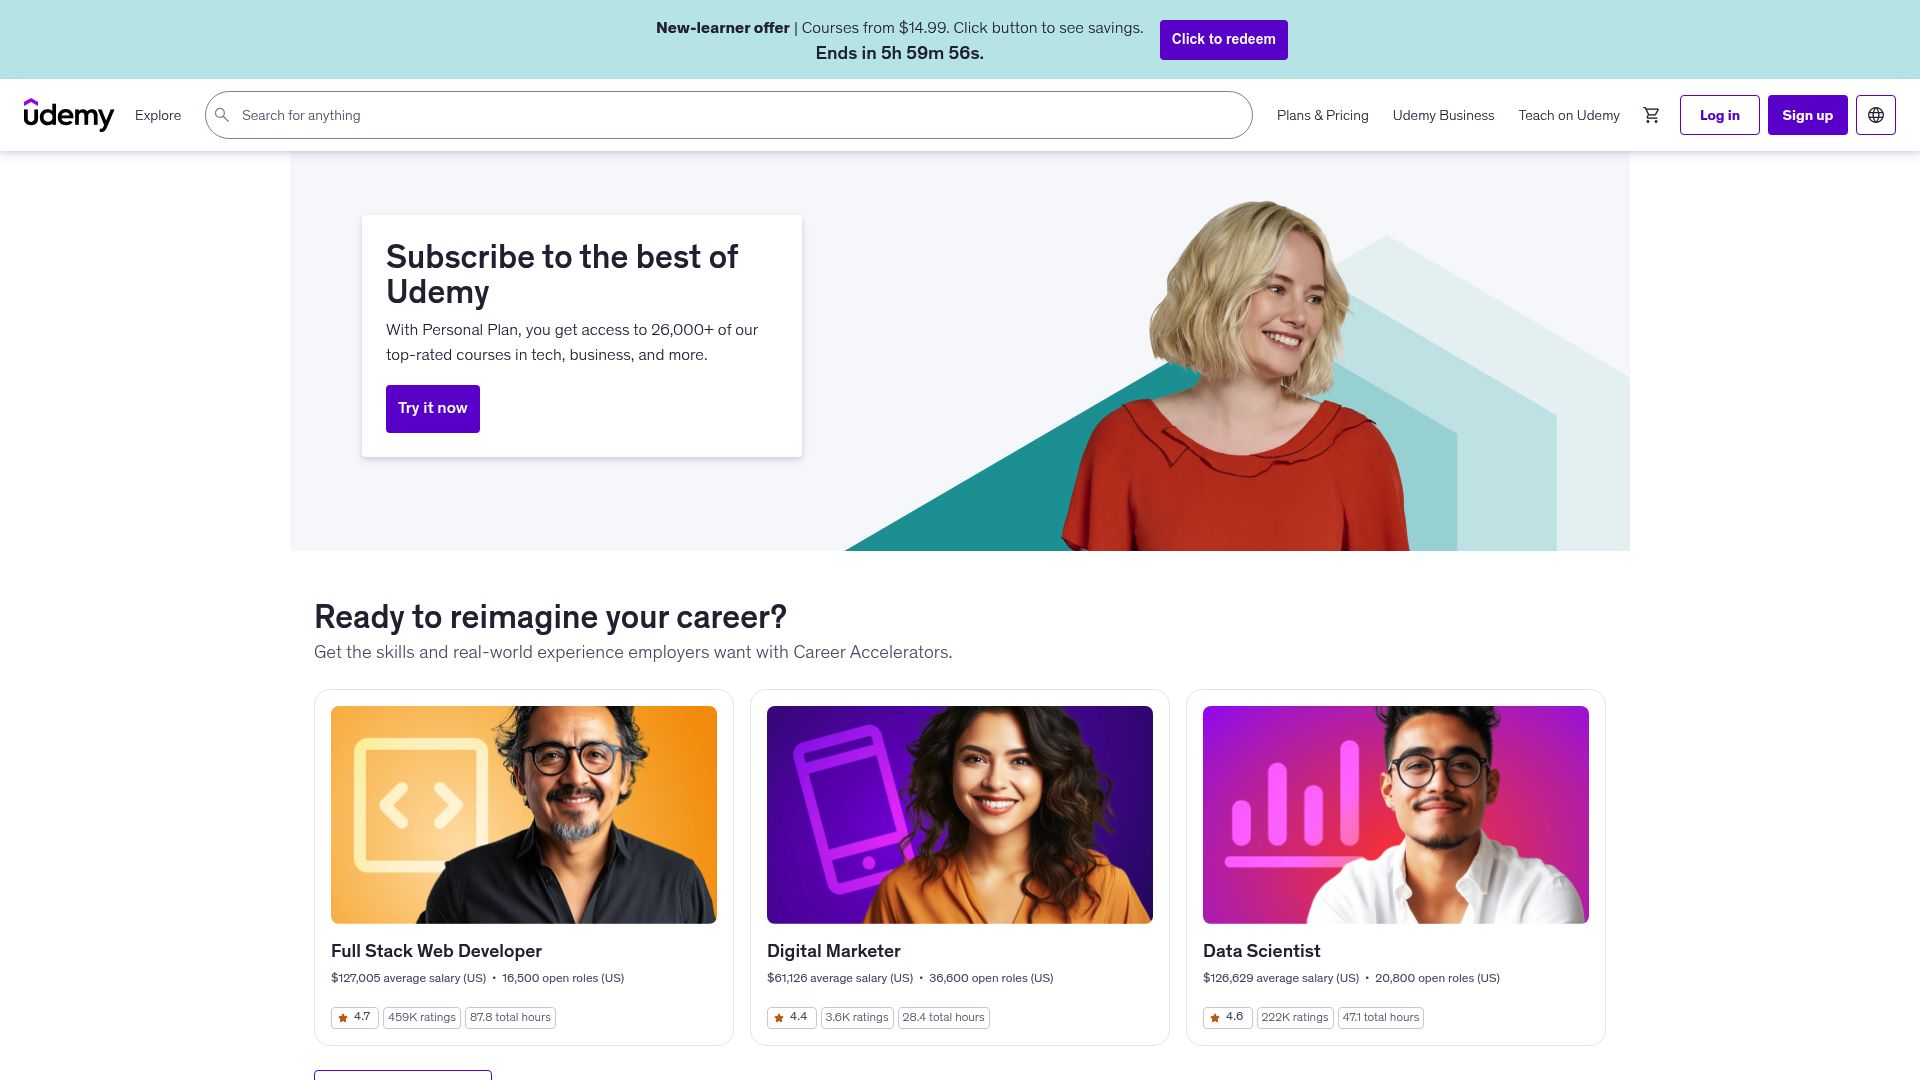 New-learner offer | Courses from $14.99. Click button to see savings.
Ends in 5h 59m 56s.
Click to redeem
udemy
Explore
Search for anything
Plans & Pricing
Udemy Business
Teach on Udemy
Log in
Sign up
Subscribe to the best of
Udemy
With Personal Plan, you get access to 26,000+ of our
top-rated courses in tech, business, and more.
Try it now
Ready to reimagine your career?
Get the skills and real-world experience employers want with Career Accelerators.
Full Stack Web Developer
$127,005 average salary (US) • 16,500 open roles (US)
4.7 459K ratings 87.8 total hours
Digital Marketer
$61,126 average salary (US) • 36,600 open roles (US)
4.4 3.6K ratings 28.4 total hours
Data Scientist
$126,629 average salary (US) • 20,800 open roles (US)
4.6 222K ratings 47.1 total hours